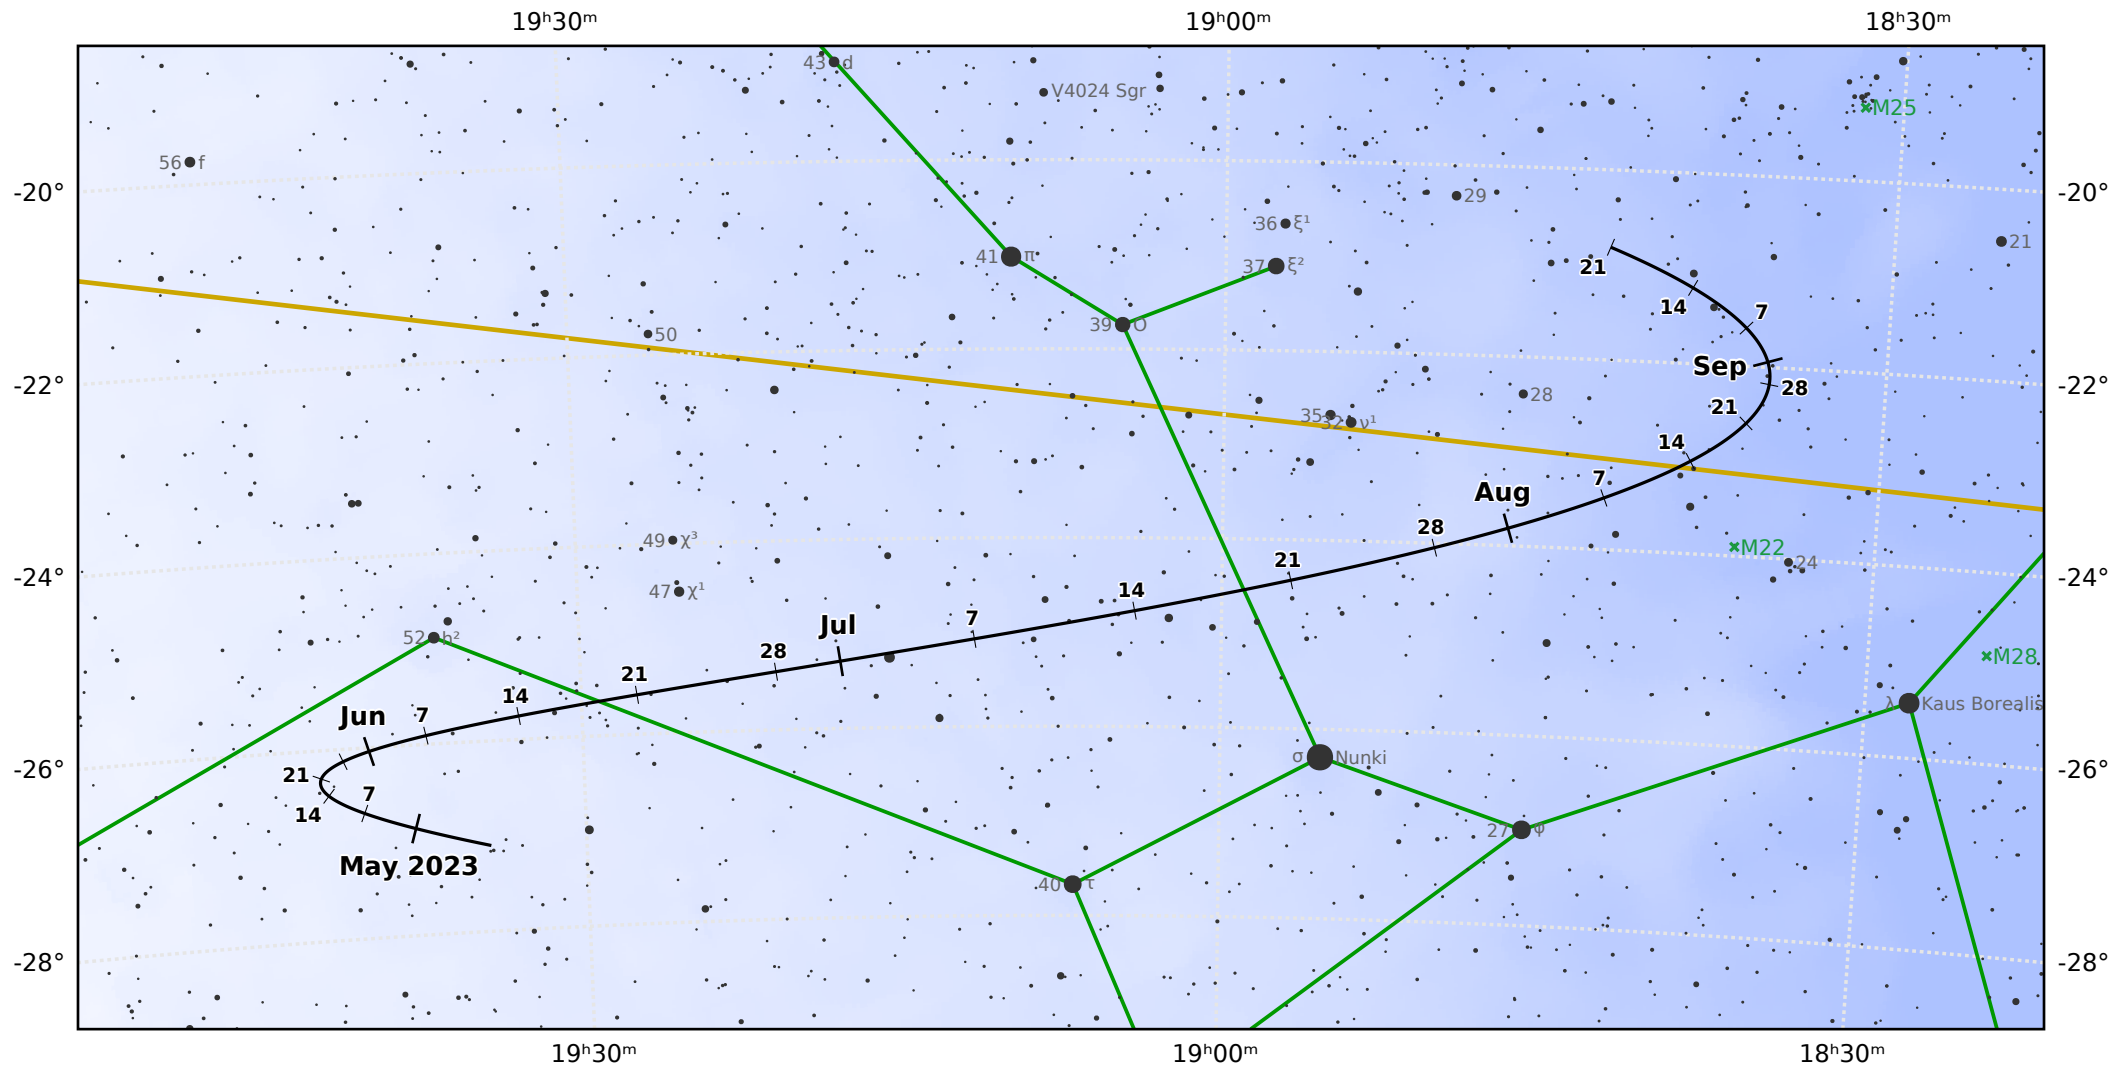 19ʰ30ᵐ 19ʰ00ᵐ 18ʰ30ᵐ
43 d
V4024 Sgr
M25
56 f
-20° -20°
29
36 ξ¹
21
41 π
37 ξ²
21
14
7
39 ο
50
Sep
-22° -22°
28
28
21
35
32 ν¹
14
7
Aug
28
49 χ³
M22
21
24
-24° -24°
47 χ¹
14
7
Jul
52 h²
28
M28
21
14
λ Kaus Borealis
Jun
7
σ Nunki
-26° -26°
21
7
14
27 φ
May 2023
40 τ
-28° -28°
19ʰ30ᵐ 19ʰ00ᵐ 18ʰ30ᵐ